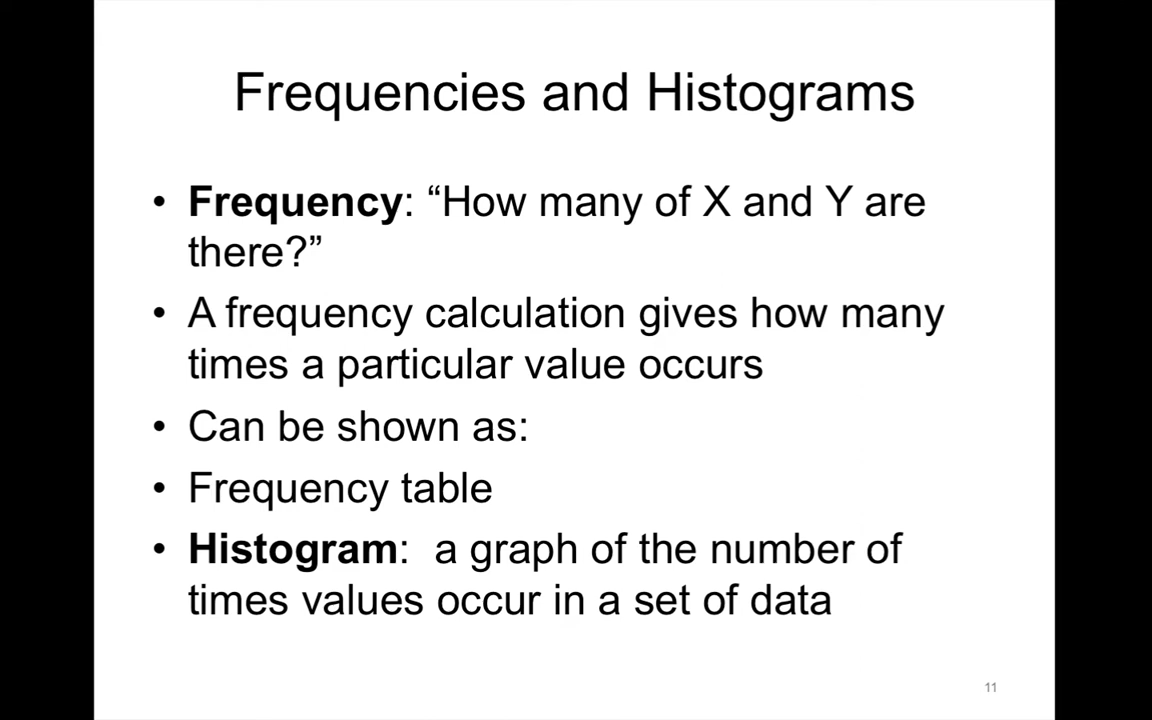 Frequencies and Histograms
• Frequency: “How many of X and Y are
there?”
• A frequency calculation gives how many
times a particular value occurs
• Can be shown as:
• Frequency table
• Histogram:  a graph of the number of
times values occur in a set of data
11